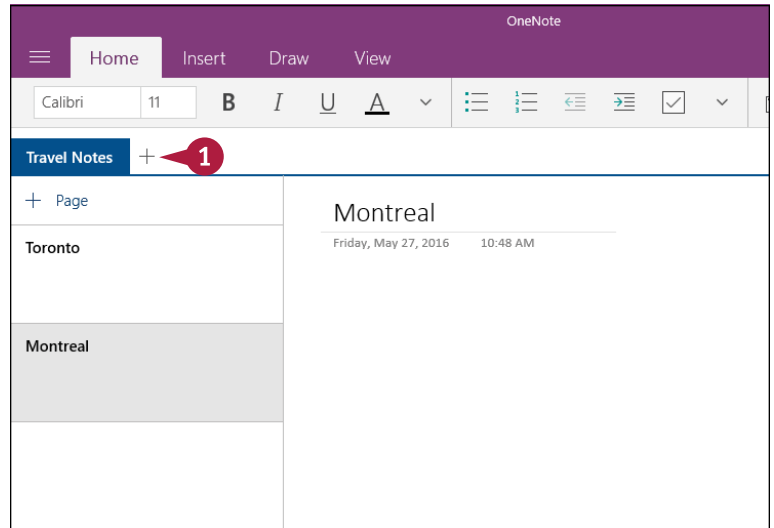 OneNote
Home Insert Draw View
Calibri 11 B I U A
Travel Notes + 1
+ Page
Montreal
Friday, May 27, 2016 10:48 AM
Toronto
Montreal